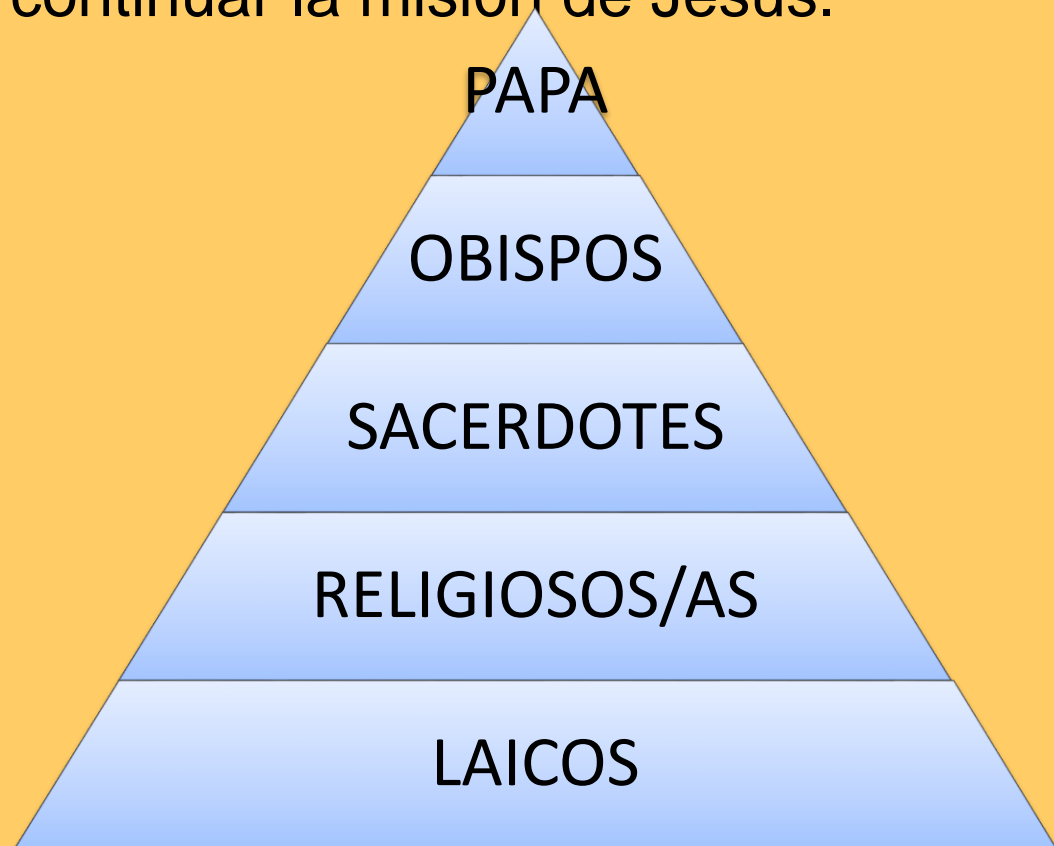 continuar la misión de Jesús.
PAPA
OBISPOS
SACERDOTES
RELIGIOSOS/AS
LAICOS